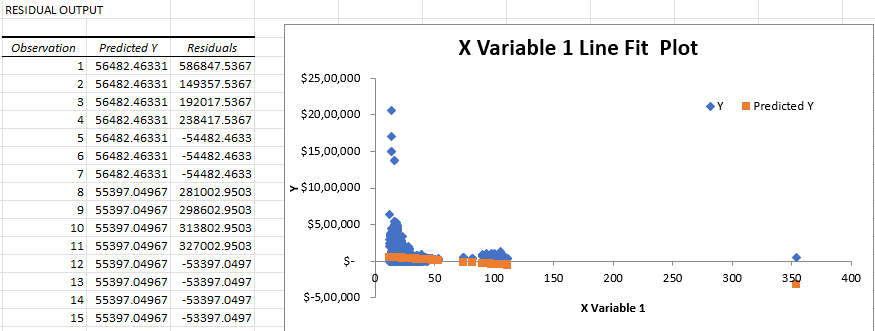 RESIDUAL OUTPUT
Observation Predicted Y Residuals
1 56482.46331 586847.5367
2 56482.46331 149357.5367
3 56482.46331 192017.5367
4 56482.46331 238417.5367
5 56482.46331 -54482.4633
6 56482.46331 -54482.4633
7 56482.46331 -54482.4633
8 55397.04967 281002.9503
9 55397.04967 298602.9503
10 55397.04967 313802.9503
11 55397.04967 327002.9503
12 55397.04967 -53397.0497
13 55397.04967 -53397.0497
14 55397.04967 -53397.0497
15 55397.04967 -53397.0497
X Variable 1 Line Fit Plot
$25,00,000
$20,00,000
$15,00,000
$10,00,000
$5,00,000
$-
$-5,00,000
Y
Y Predicted Y
0 50 100 150 200 250 300 350 400
X Variable 1